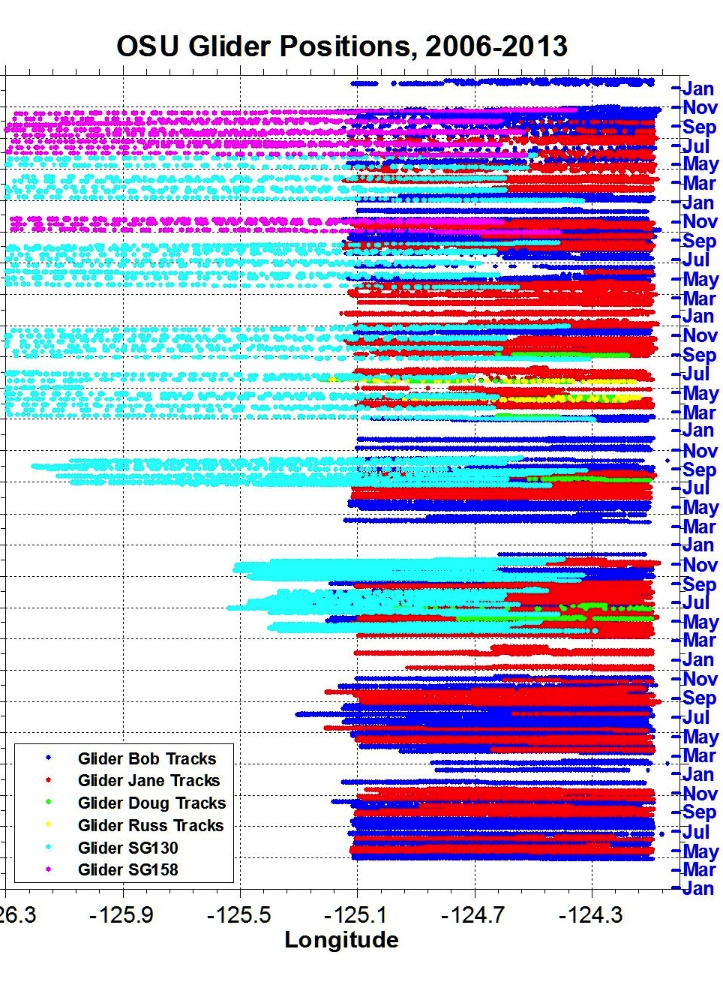 OSU Glider Positions, 2006-2013
Jan
Nov
Sep
Jul
May
Mar
Jan
Nov
Sep
Jul
May
Mar
Jan
Nov
Sep
Jul
May
Mar
Jan
Nov
Sep
Jul
May
Mar
Jan
Nov
Sep
Jul
May
Mar
Jan
Nov
Sep
Jul
May
Mar
Jan
Nov
Sep
Jul
May
Mar
Jan
Glider Bob Tracks
Glider Jane Tracks
Glider Doug Tracks
Glider Russ Tracks
Glider SG130
Glider SG158
26.3 -125.9 -125.5 -125.1 -124.7 -124.3
Longitude